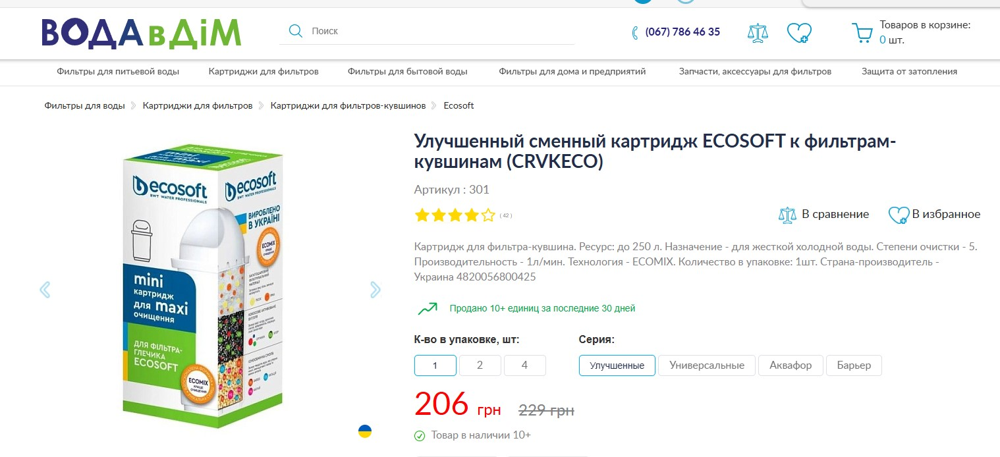 ВОДА в ДіМ
Поиск
(067) 786 46 35
Товаров в корзине:
0 шт.
Фильтры для питьевой воды
Картриджи для фильтров
Фильтры для бытовой воды
Фильтры для дома и предприятий
Запчасти, аксессуары для фильтров
Защита от затопления
Фильтры для воды
Картриджи для фильтров
Картриджи для фильтров-кувшинов
Ecosoft
ecosoft
BWT WATER PROFESSIONALS
ecosoft
BWT WATER PROFESSIONALS
ВИРОБЛЕНО
В УКРАЇНІ
ECOMIX
mini
картридж
для maxi
очищення
ДЛЯ ФІЛЬТРА-
ГЛЕЧИКА
ECOSOFT
ECOMIX
КРАЩЕ
ОЧИЩЕННЯ
Улучшенный сменный картридж ECOSOFT к фильтрам-
кувшинам (CRVKECO)
Артикул : 301
( 42 )
В сравнение
В избранное
Картридж для фильтра-кувшина. Ресурс: до 250 л. Назначение - для жесткой холодной воды. Степени очистки - 5.
Производительность - 1л/мин. Технология - ECOMIX. Количество в упаковке: 1шт. Страна-производитель -
Украина 4820056800425
Продано 10+ единиц за последние 30 дней
К-во в упаковке, шт:
1
2
4
Серия:
Улучшенные
Универсальные
Аквафор
Барьер
206 грн 229 грн
Товар в наличии 10+